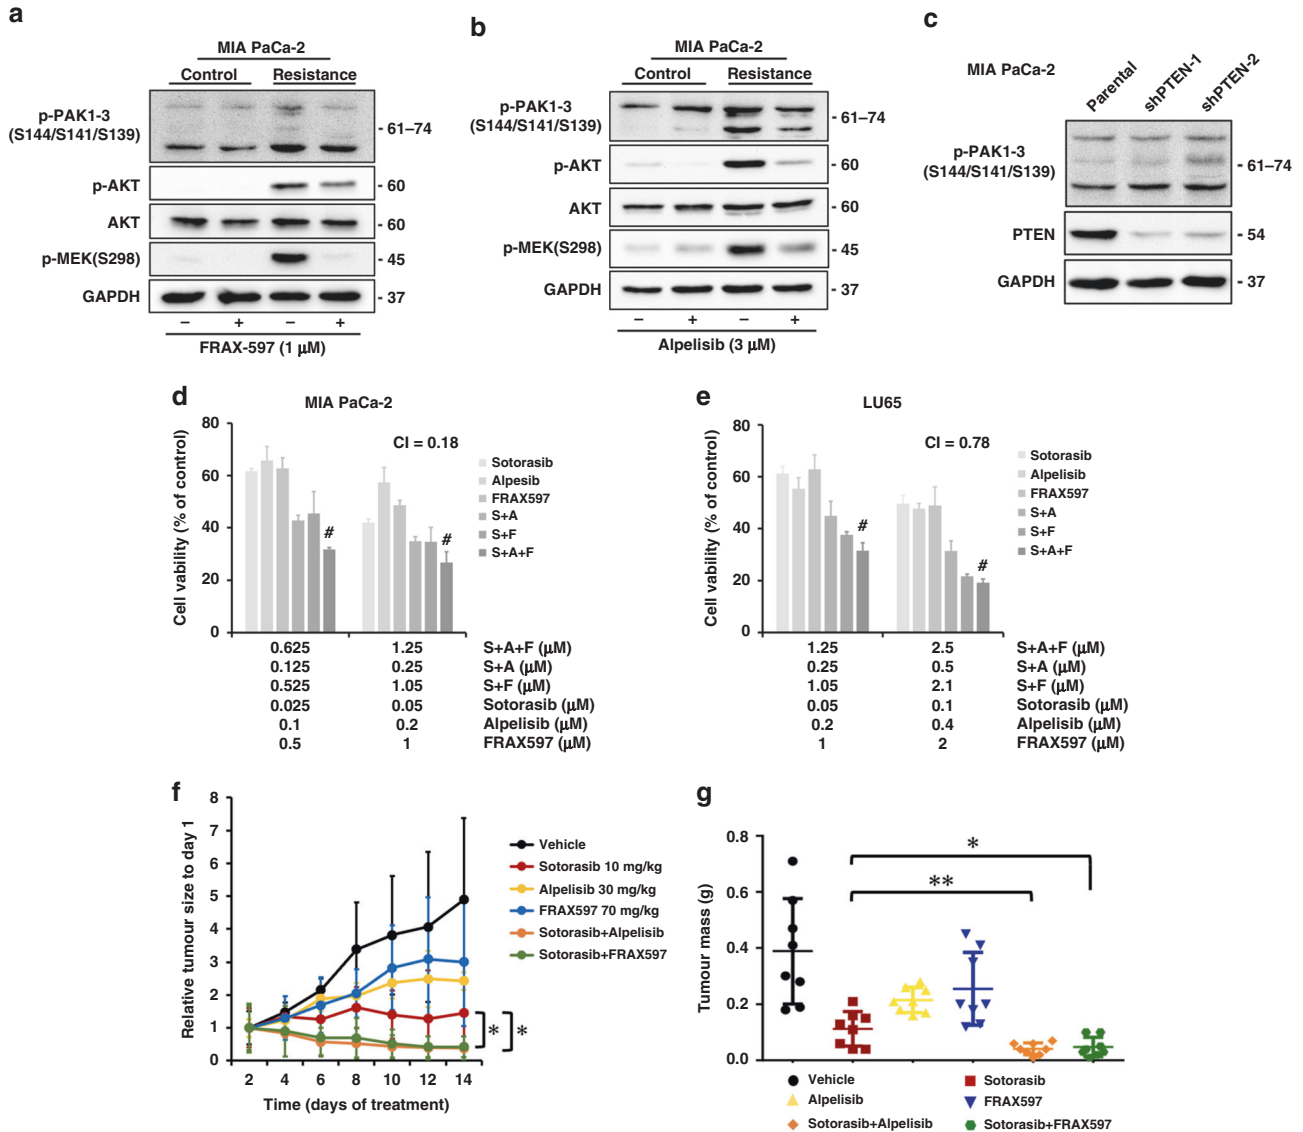 a
MIA PaCa-2
Control Resistance
p-PAK1-3
(S144/S141/S139)
- 61–74
p-AKT - 60
AKT - 60
p-MEK(S298) - 45
GAPDH - 37
– + – +
FRAX-597 (1 μM)
b
MIA PaCa-2
Control Resistance
p-PAK1-3
(S144/S141/S139)
- 61–74
p-AKT - 60
AKT - 60
p-MEK(S298) - 45
GAPDH - 37
– + – +
Alpelisib (3 μM)
c
MIA PaCa-2
Parental
shPTEN-1
shPTEN-2
p-PAK1-3
(S144/S141/S139)
- 61–74
PTEN - 54
GAPDH - 37
d
MIA PaCa-2
Cell vability (% of control)
80
60
40
20
0
CI = 0.18
# #
Sotorasib
Alpesib
FRAX597
S+A
S+F
S+A+F
0.625 1.25 S+A+F (μM)
0.125 0.25 S+A (μM)
0.525 1.05 S+F (μM)
0.025 0.05 Sotorasib (μM)
0.1 0.2 Alpelisib (μM)
0.5 1 FRAX597 (μM)
e
LU65
Cell vability (% of control)
80
60
40
20
0
CI = 0.78
# #
Sotorasib
Alpelisib
FRAX597
S+A
S+F
S+A+F
1.25 2.5 S+A+F (μM)
0.25 0.5 S+A (μM)
1.05 2.1 S+F (μM)
0.05 0.1 Sotorasib (μM)
0.2 0.4 Alpelisib (μM)
1 2 FRAX597 (μM)
f
Relative tumour size to day 1
8
7
6
5
4
3
2
1
0
2 4 6 8 10 12 14
Time (days of treatment)
Vehicle
Sotorasib 10 mg/kg
Alpelisib 30 mg/kg
FRAX597 70 mg/kg
Sotorasib+Alpelisib
Sotorasib+FRAX597
* *
g
Tumour mass (g)
0.8
0.6
0.4
0.2
0.0
*
**
Vehicle Sotorasib
Alpelisib FRAX597
Sotorasib+Alpelisib Sotorasib+FRAX597